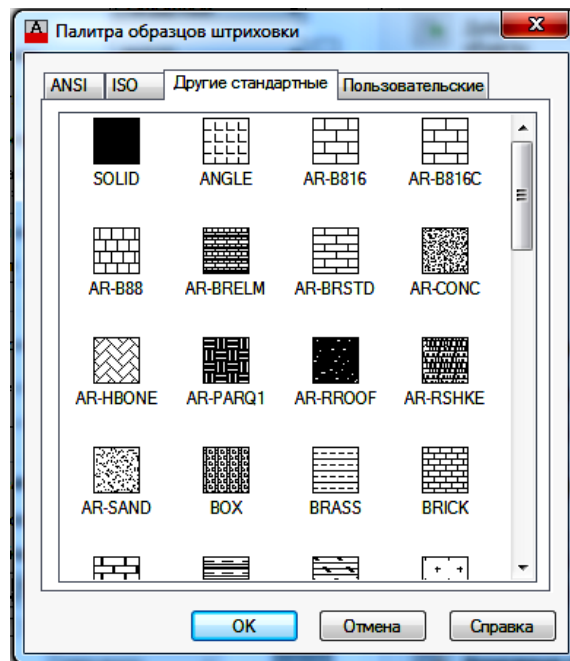 Палитра образцов штриховки
ANSI ISO Другие стандартные Пользовательские
SOLID ANGLE AR-B816 AR-B816C
AR-B88 AR-BRELM AR-BRSTD AR-CONC
AR-HBONE AR-PARQ1 AR-RROOF AR-RSHKE
AR-SAND BOX BRASS BRICK
OK Отмена Справка